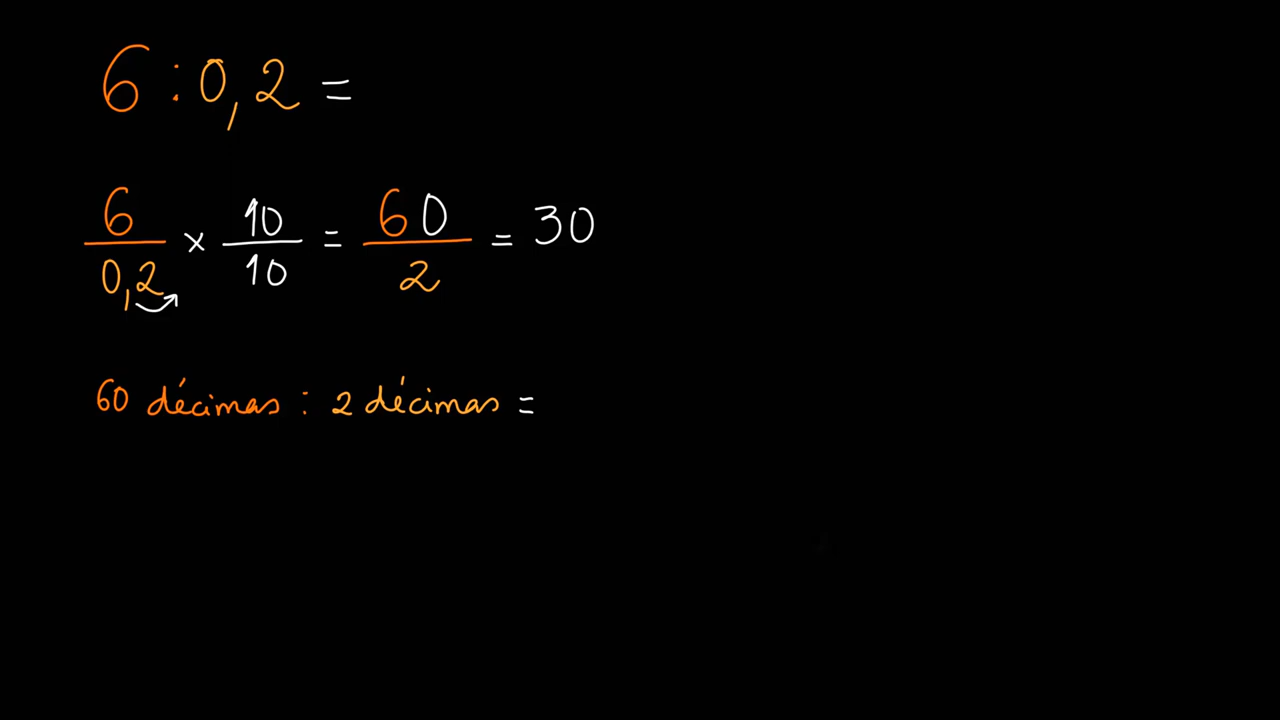 6 : 0,2 =
6/0,2 × 10/10 = 60/2 = 30
60 décimas : 2 décimas =